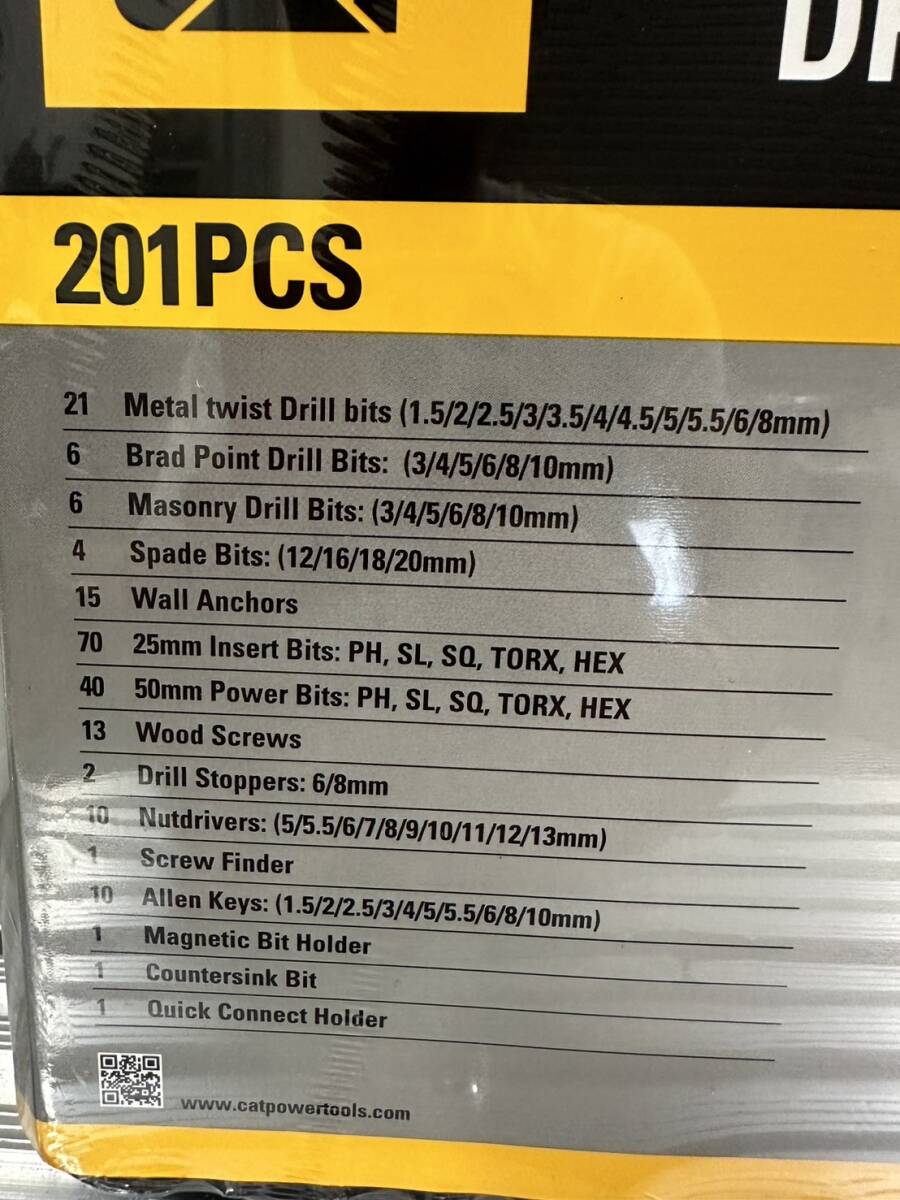 201PCS
21 Metal twist Drill bits (1.5/2/2.5/3/3.5/4/4.5/5/5.5/6/8mm)
6 Brad Point Drill Bits: (3/4/5/6/8/10mm)
6 Masonry Drill Bits: (3/4/5/6/8/10mm)
4 Spade Bits: (12/16/18/20mm)
15 Wall Anchors
70 25mm Insert Bits: PH, SL, SQ, TORX, HEX
40 50mm Power Bits: PH, SL, SQ, TORX, HEX
13 Wood Screws
2 Drill Stoppers: 6/8mm
10 Nutdrivers: (5/5.5/6/7/8/9/10/11/12/13mm)
1 Screw Finder
10 Allen Keys: (1.5/2/2.5/3/4/5/5.5/6/8/10mm)
1 Magnetic Bit Holder
1 Countersink Bit
1 Quick Connect Holder
www.catpowertools.com